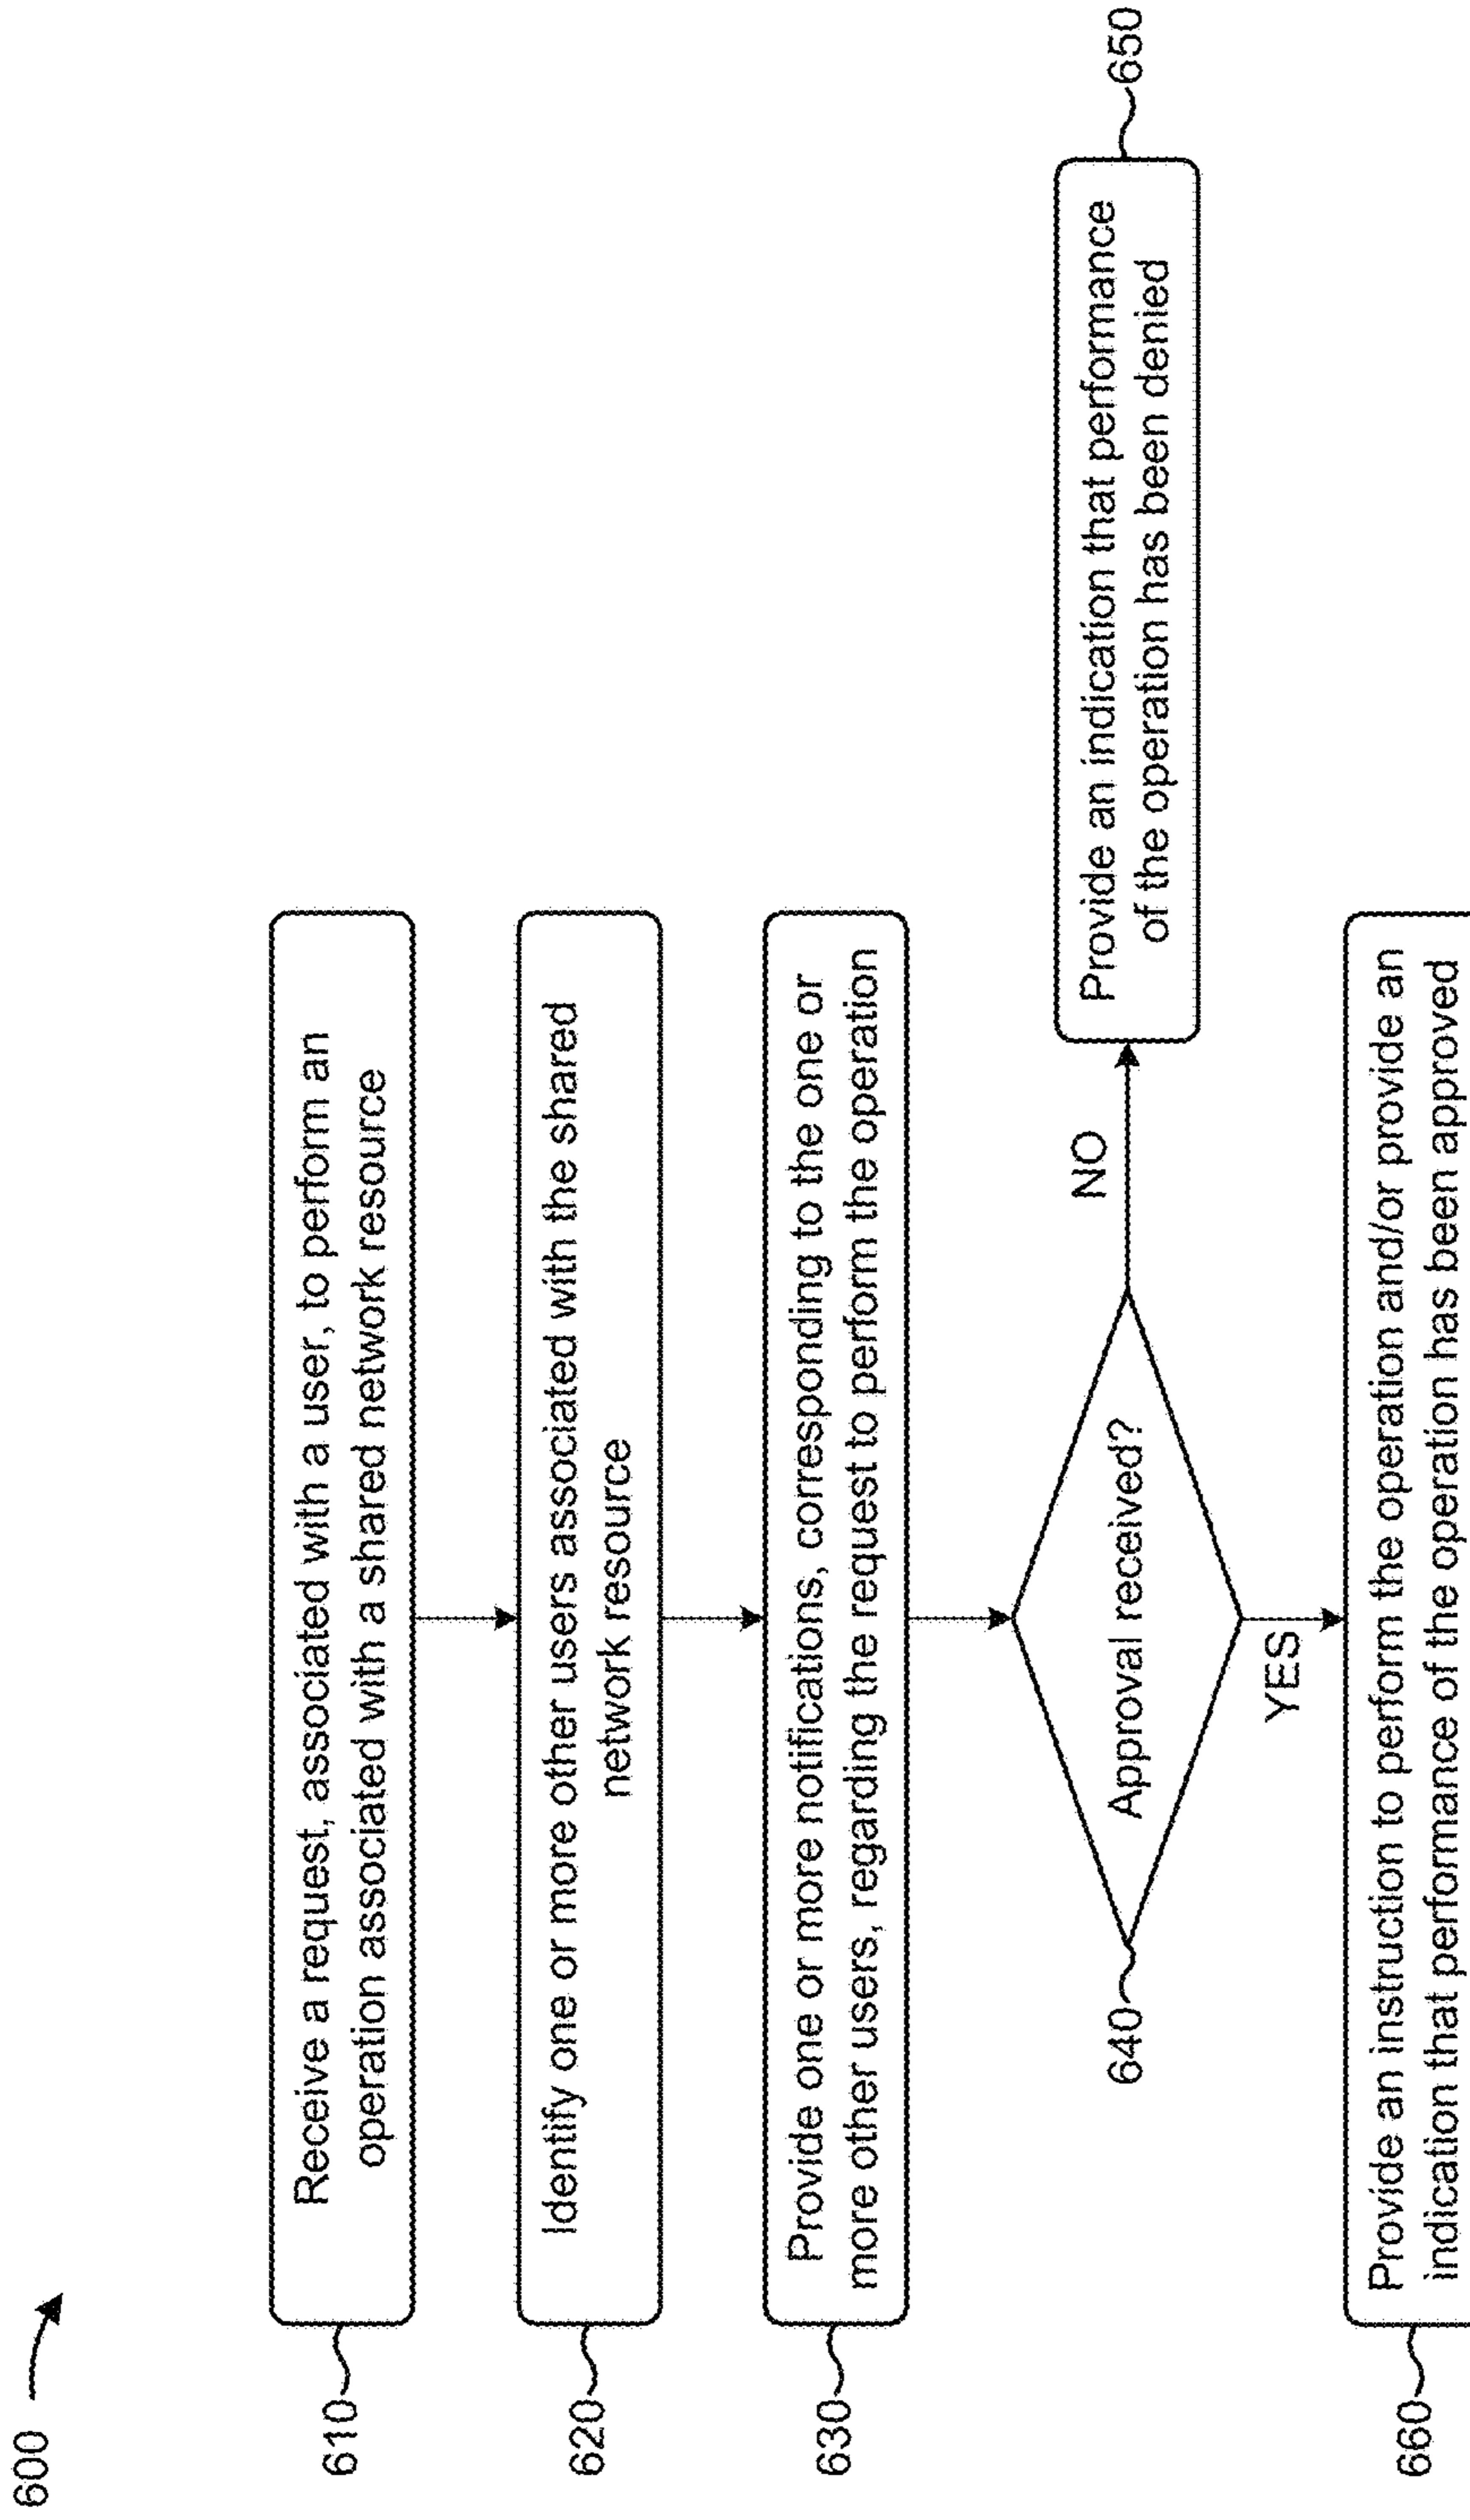 600
610
Receive a request, associated with a user, to perform an
operation associated with a shared network resource
620
Identify one or more other users associated with the shared
network resource
630
Provide one or more notifications, corresponding to the one or
more other users, regarding the request to perform the operation
640
Approval received?
NO
650
Provide an indication that performance
of the operation has been denied
YES
660
Provide an instruction to perform the operation and/or provide an
indication that performance of the operation has been approved